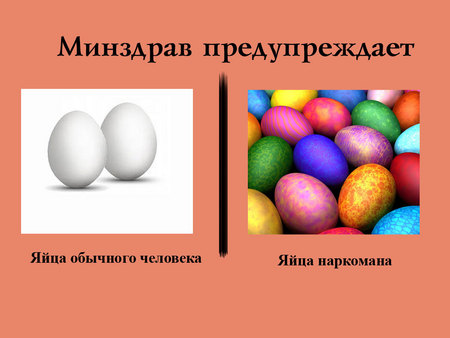 Минздрав предупреждает
Яйца обычного человека
Яйца наркомана